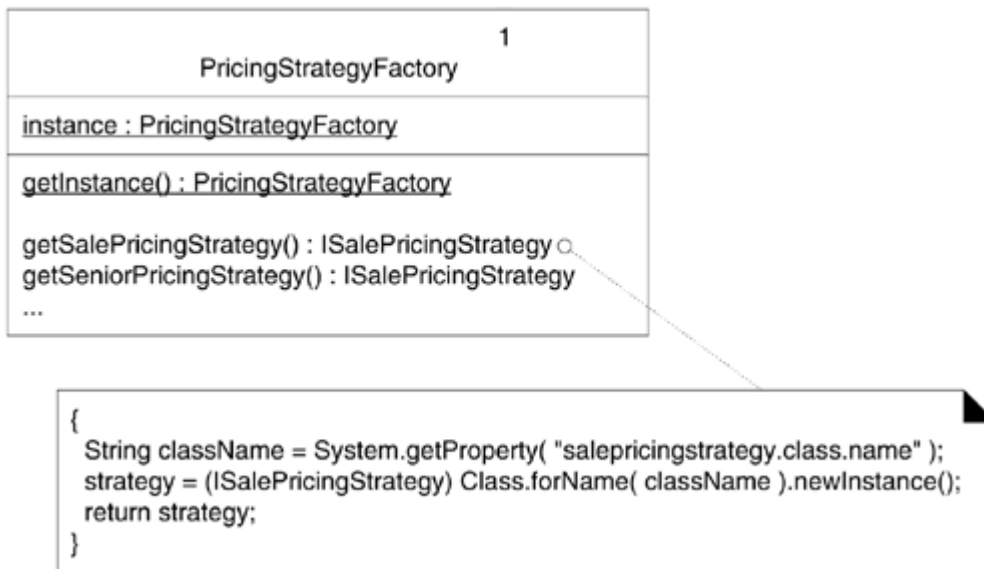 1
PricingStrategyFactory
instance : PricingStrategyFactory
getInstance() : PricingStrategyFactory
getSalePricingStrategy() : ISalePricingStrategy
getSeniorPricingStrategy() : ISalePricingStrategy
...
{
String className = System.getProperty( "salepricingstrategy.class.name" );
strategy = (ISalePricingStrategy) Class.forName( className ).newInstance();
return strategy;
}